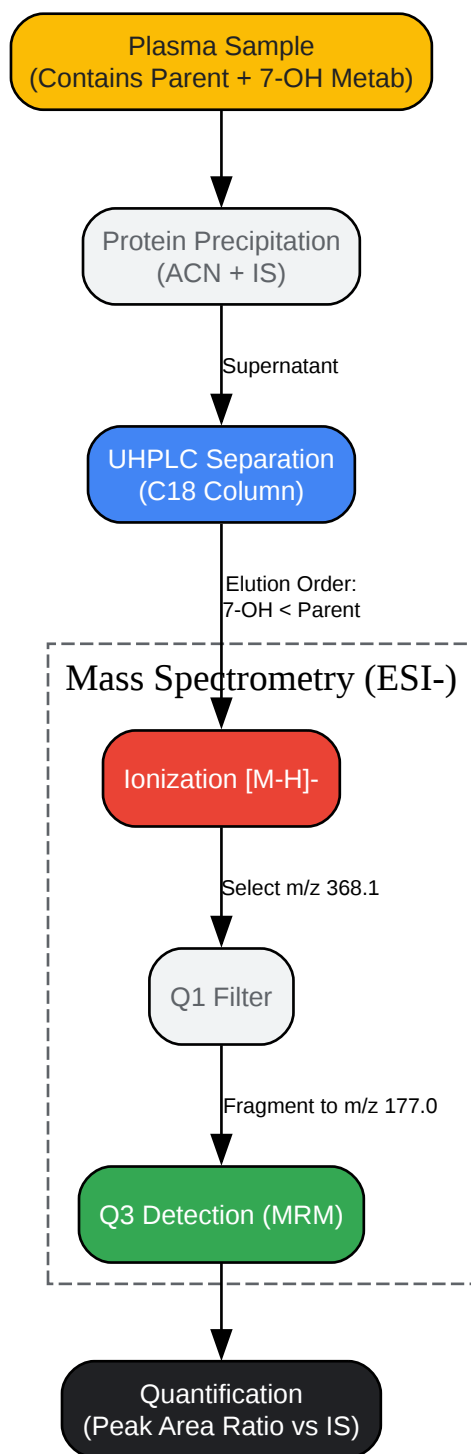 Plasma Sample
(Contains Parent + 7-OH Metab)
Protein Precipitation
(ACN + IS)
Supernatant
UHPLC Separation
(C18 Column)
Elution Order:
7-OH < Parent
Mass Spectrometry (ESI-)
Ionization [M-H]-
Select m/z 368.1
Q1 Filter
Fragment to m/z 177.0
Q3 Detection (MRM)
Quantification
(Peak Area Ratio vs IS)